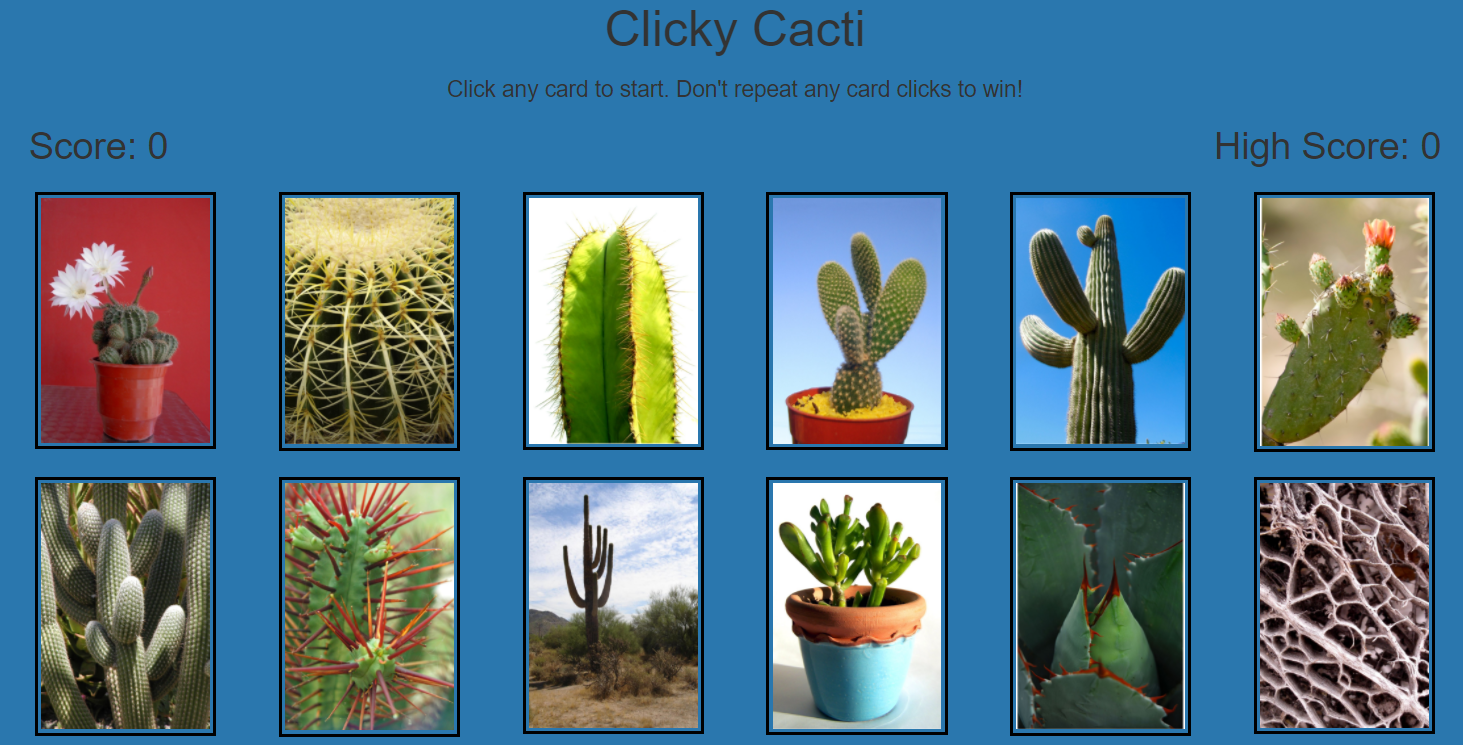 Clicky Cacti
Click any card to start. Don't repeat any card clicks to win!
Score: 0
High Score: 0